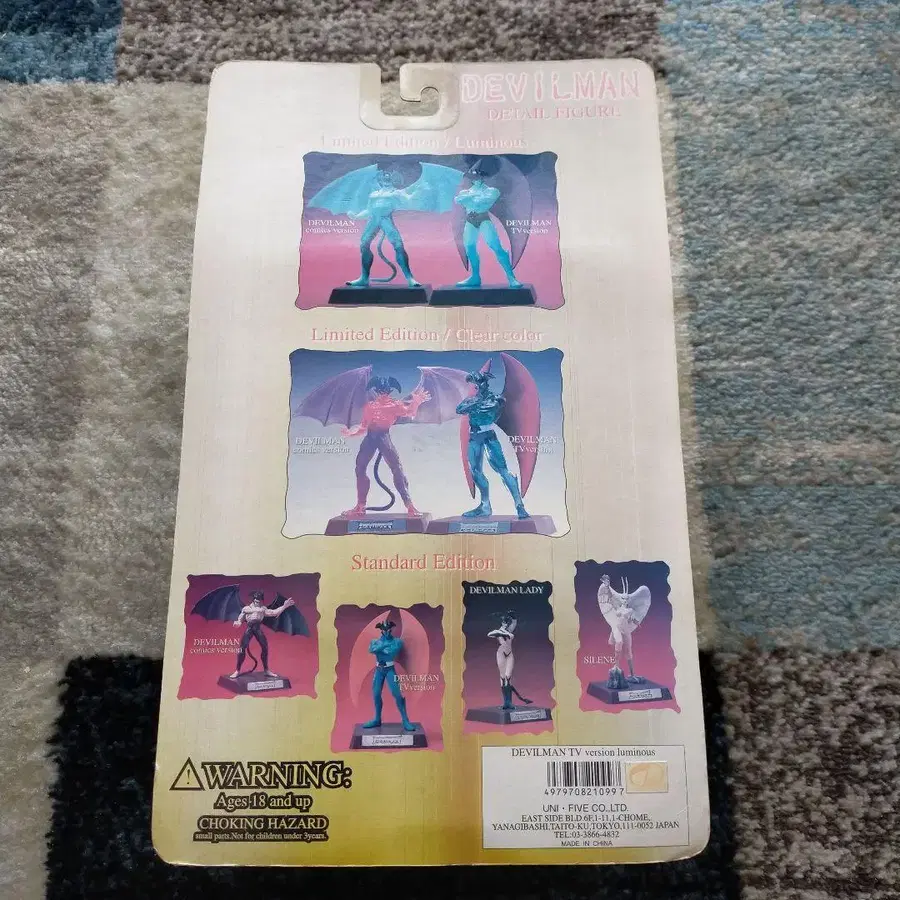 DEVILMAN
DETAIL FIGURE
Limited Edition / Luminous
DEVILMAN
comics version
DEVILMAN
TV version
Limited Edition / Clear color
DEVILMAN
comics version
DEVILMAN
TV version
Standard Edition
DEVILMAN
comics version
DEVILMAN
TV version
DEVILMAN LADY
SILENE
WARNING:
Ages 18 and up
CHOKING HAZARD
small parts.Not for children under 3years.
DEVILMAN TV version luminous
4979708210997
UNI・FIVE CO.,LTD.
EAST SIDE BLD.6F,1-11,1-CHOME,
YANAGIBASHI,TAITO-KU,TOKYO,111-0052 JAPAN
TEL:03-3866-4832
MADE IN CHINA